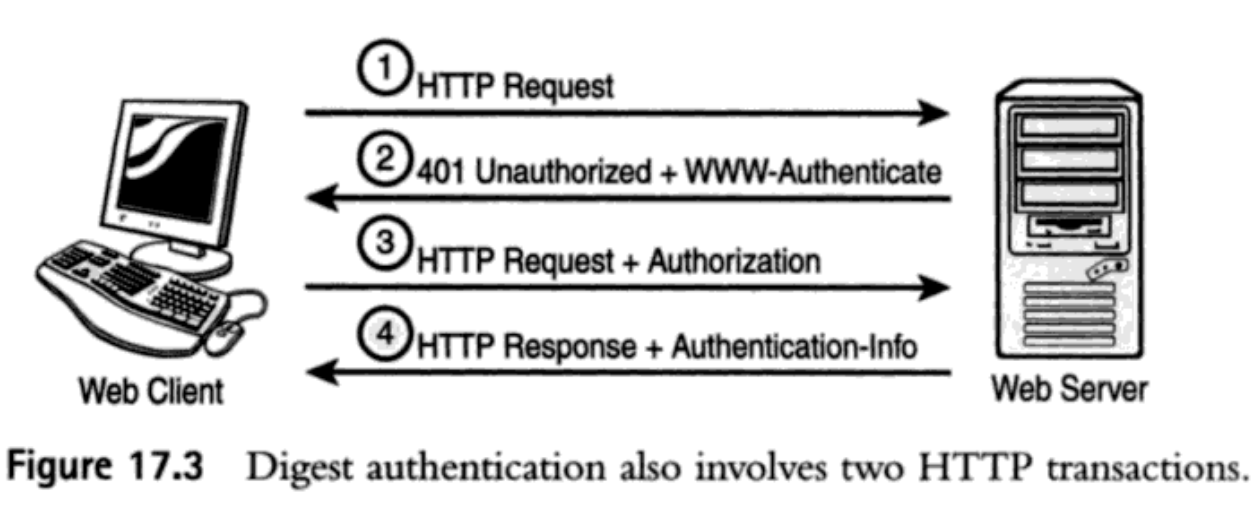 1 HTTP Request
2 401 Unauthorized + WWW-Authenticate
3 HTTP Request + Authorization
4 HTTP Response + Authentication-Info
Web Client
Web Server
Figure 17.3 Digest authentication also involves two HTTP transactions.